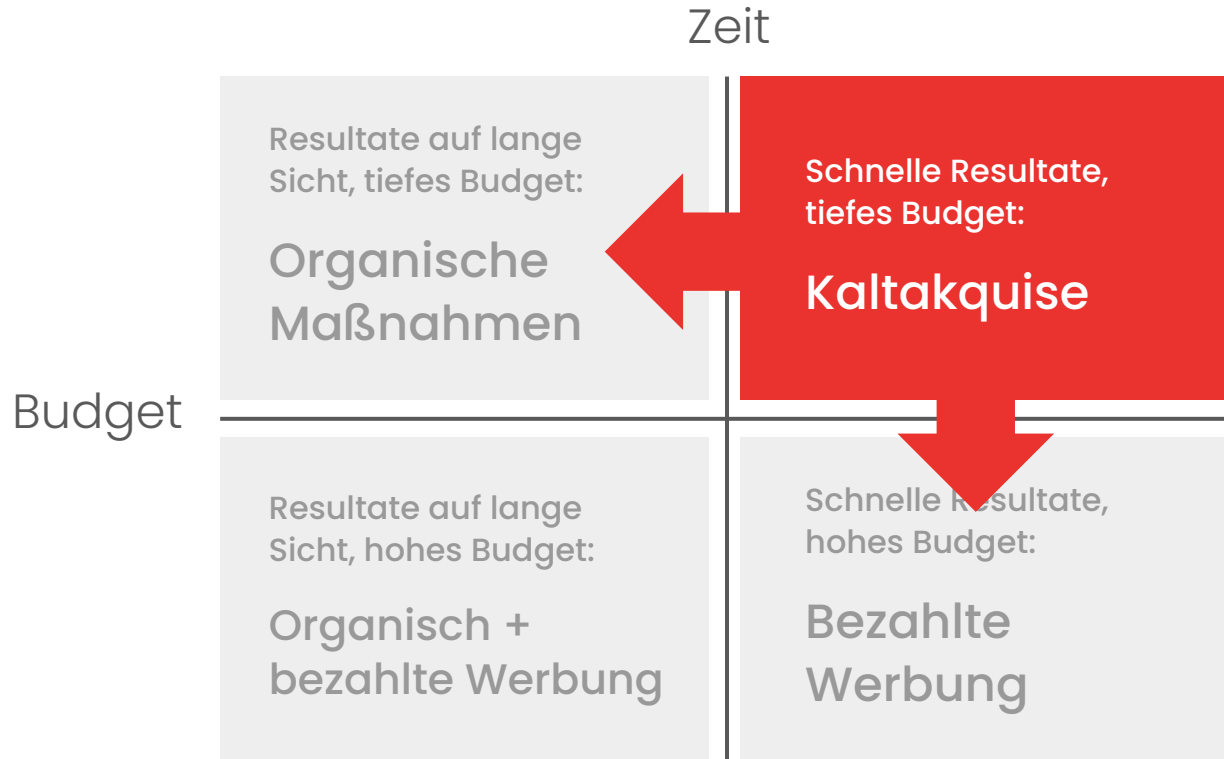 Zeit
Resultate auf lange
Sicht, tiefes Budget:
Organische
Maßnahmen
Schnelle Resultate,
tiefes Budget:
Kaltakquise
Budget
Resultate auf lange
Sicht, hohes Budget:
Organisch +
bezahlte Werbung
Schnelle Resultate,
hohes Budget:
Bezahlte
Werbung